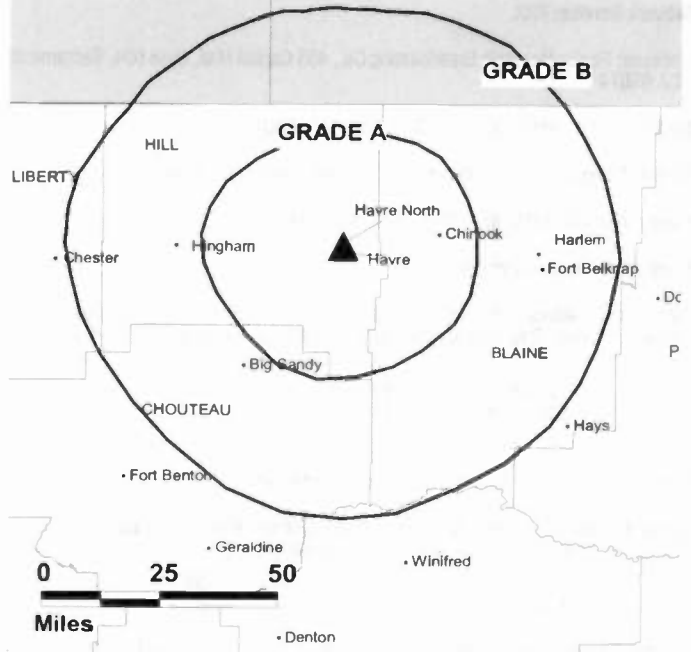 GRADE B
GRADE A
HILL
LIBERTY
Havre North
Chinook
Hingham
Harlem
Chester
Havre
Fort Belknap
Dc
BLAINE
P
Big Sandy
CHOUTEAU
Hays
Fort Benton
Geraldine
Winifred
0 25 50
Miles
Denton